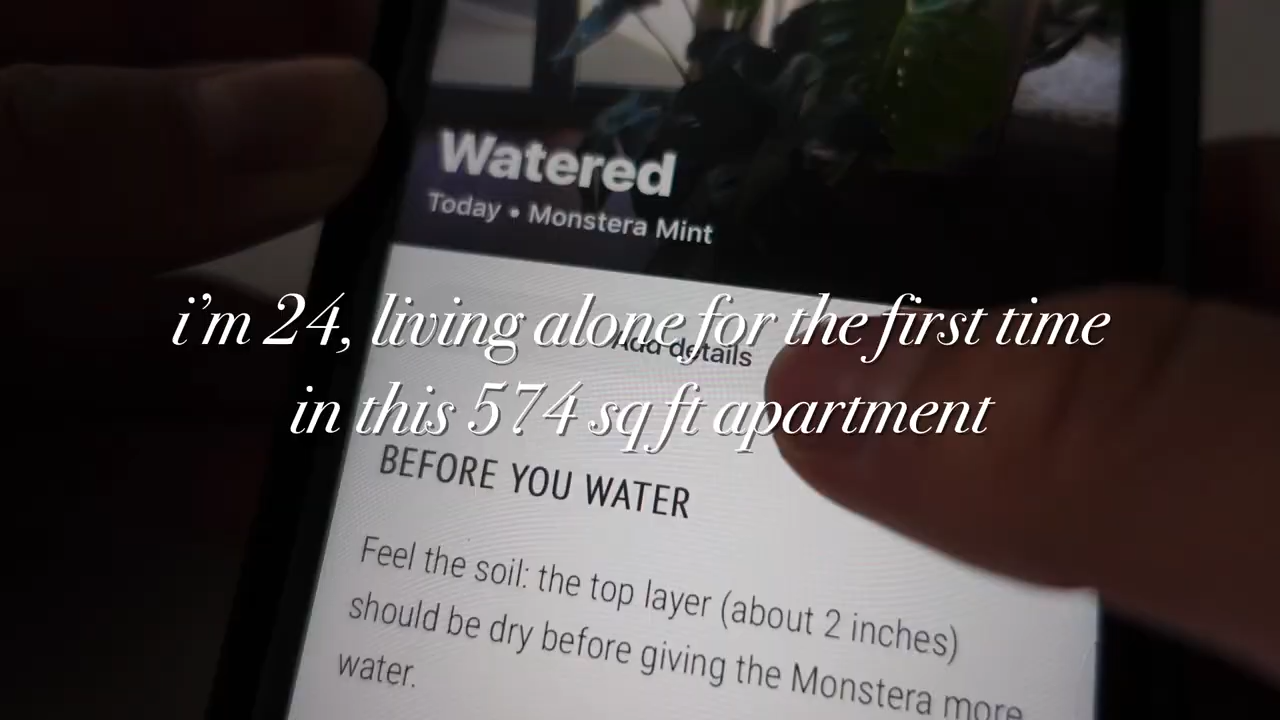 Watered
Today • Monstera Mint
i'm 24, living alone for the first time
Add details
in this 574 sq ft apartment
BEFORE YOU WATER
Feel the soil: the top layer (about 2 inches)
should be dry before giving the Monstera more
water.